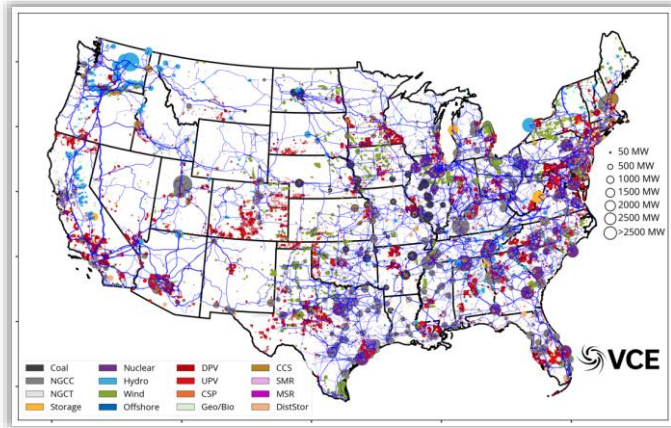 50 MW
500 MW
1000 MW
1500 MW
2000 MW
2500 MW
>2500 MW
VCE
Coal Nuclear DPV CCS
NGCC Hydro UPV SMR
NGCT Wind CSP MSR
Storage Offshore Geo/Bio DistStor